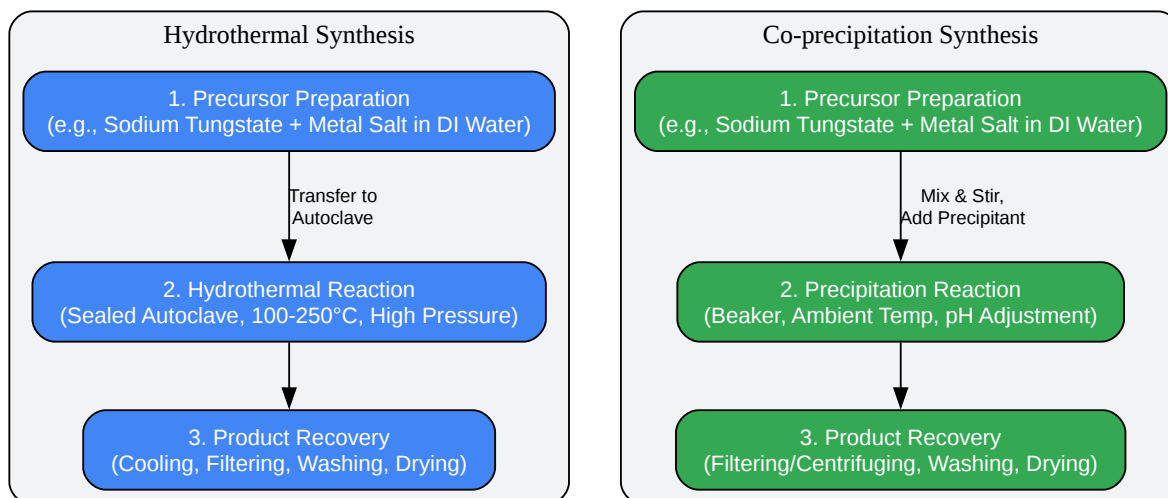 Hydrothermal Synthesis
1. Precursor Preparation
(e.g., Sodium Tungstate + Metal Salt in DI Water)
Transfer to
Autoclave
2. Hydrothermal Reaction
(Sealed Autoclave, 100-250°C, High Pressure)
3. Product Recovery
(Cooling, Filtering, Washing, Drying)
Co-precipitation Synthesis
1. Precursor Preparation
(e.g., Sodium Tungstate + Metal Salt in DI Water)
Mix & Stir,
Add Precipitant
2. Precipitation Reaction
(Beaker, Ambient Temp, pH Adjustment)
3. Product Recovery
(Filtering/Centrifuging, Washing, Drying)